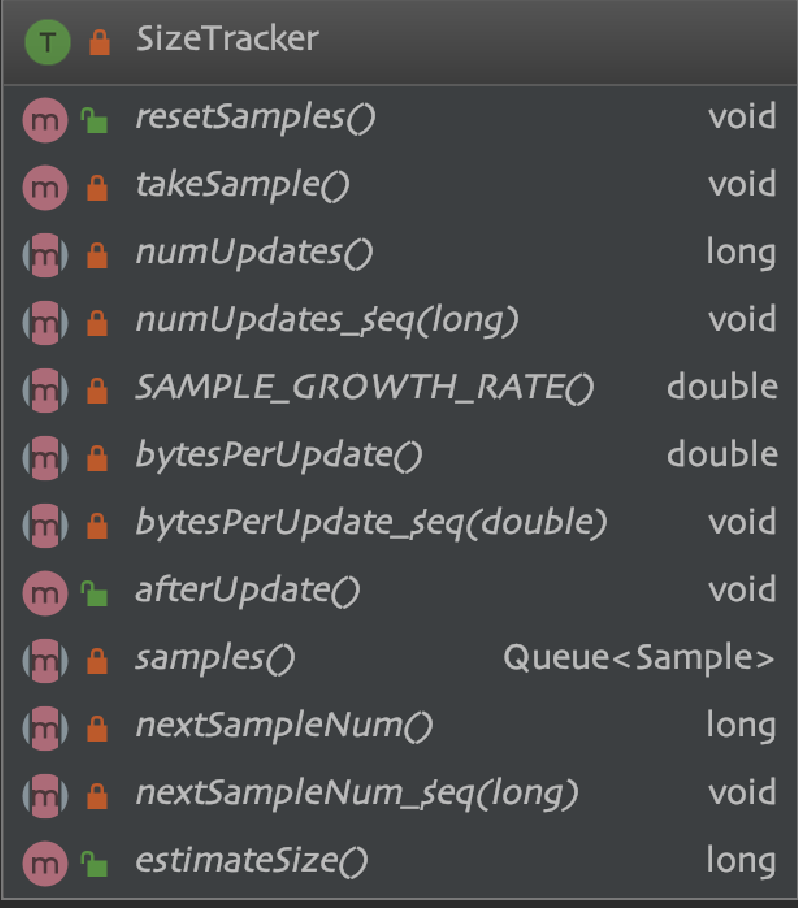 T SizeTracker
m resetSamples() void
m takeSample() void
m numUpdates() long
m numUpdates_$eq(long) void
m SAMPLE_GROWTH_RATE() double
m bytesPerUpdate() double
m bytesPerUpdate_$eq(double) void
m afterUpdate() void
m samples() Queue<Sample>
m nextSampleNum() long
m nextSampleNum_$eq(long) void
m estimateSize() long